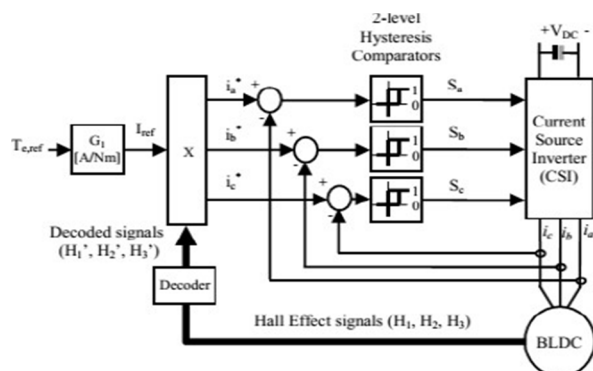 2-level
Hysteresis
Comparators
+V_DC -
i_a*
+
-
1
0
S_a
T_e,ref
G_1
[A/Nm]
I_ref
X
i_b*
+
-
1
0
S_b
Current
Source
Inverter
(CSI)
i_c*
+
-
1
0
S_c
i_c i_b i_a
Decoded signals
(H_1', H_2', H_3')
Decoder
Hall Effect signals (H_1, H_2, H_3)
BLDC